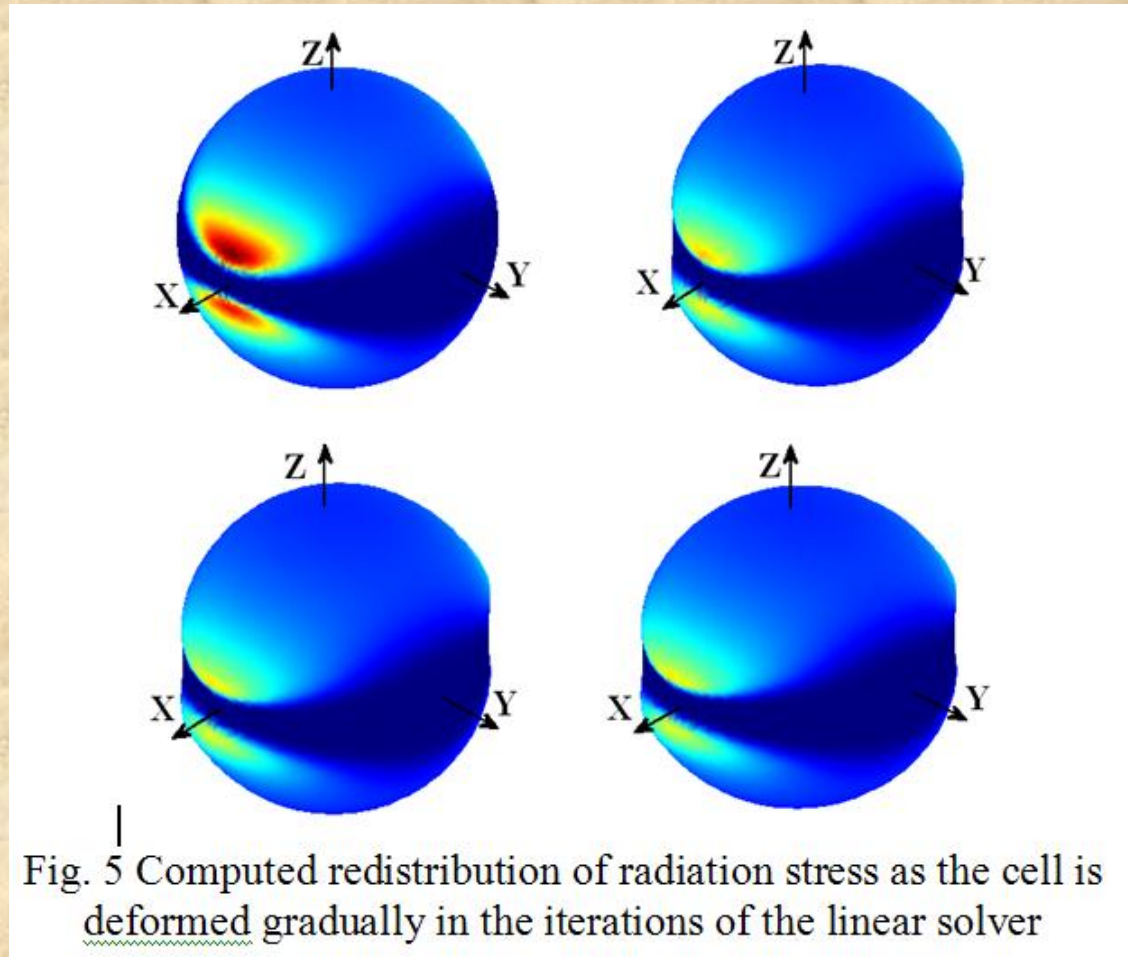 Z
Z
X
Y
X
Y
Z
Z
X
Y
X
Y
Fig. 5 Computed redistribution of radiation stress as the cell is
deformed gradually in the iterations of the linear solver